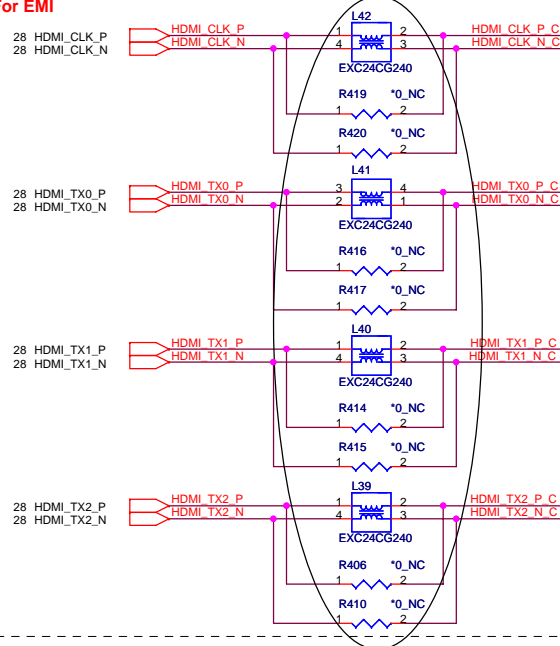 For EMI
L42
28 HDMI_CLK_P HDMI_CLK_P 1 2 HDMI_CLK_P_C
28 HDMI_CLK_N HDMI_CLK_N 4 3 HDMI_CLK_N_C
EXC24CG240
R419 *0_NC
1 2
R420 *0_NC
1 2
L41
28 HDMI_TX0_P HDMI_TX0_P 3 4 HDMI_TX0_P_C
28 HDMI_TX0_N HDMI_TX0_N 2 1 HDMI_TX0_N_C
EXC24CG240
R416 *0_NC
1 2
R417 *0_NC
1 2
L40
28 HDMI_TX1_P HDMI_TX1_P 1 2 HDMI_TX1_P_C
28 HDMI_TX1_N HDMI_TX1_N 4 3 HDMI_TX1_N_C
EXC24CG240
R414 *0_NC
1 2
R415 *0_NC
1 2
L39
28 HDMI_TX2_P HDMI_TX2_P 1 2 HDMI_TX2_P_C
28 HDMI_TX2_N HDMI_TX2_N 4 3 HDMI_TX2_N_C
EXC24CG240
R406 *0_NC
1 2
R410 *0_NC
1 2